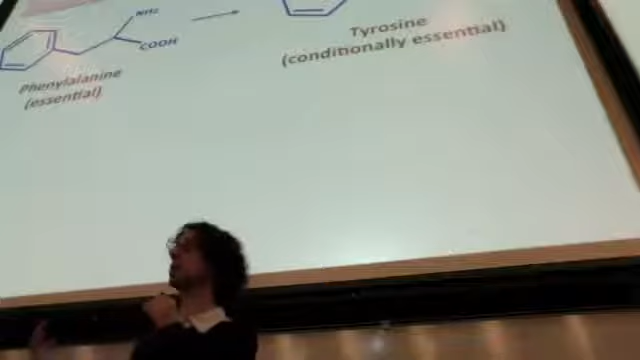 NH₂
COOH
Phenylalanine
(essential)
Tyrosine
(conditionally essential)